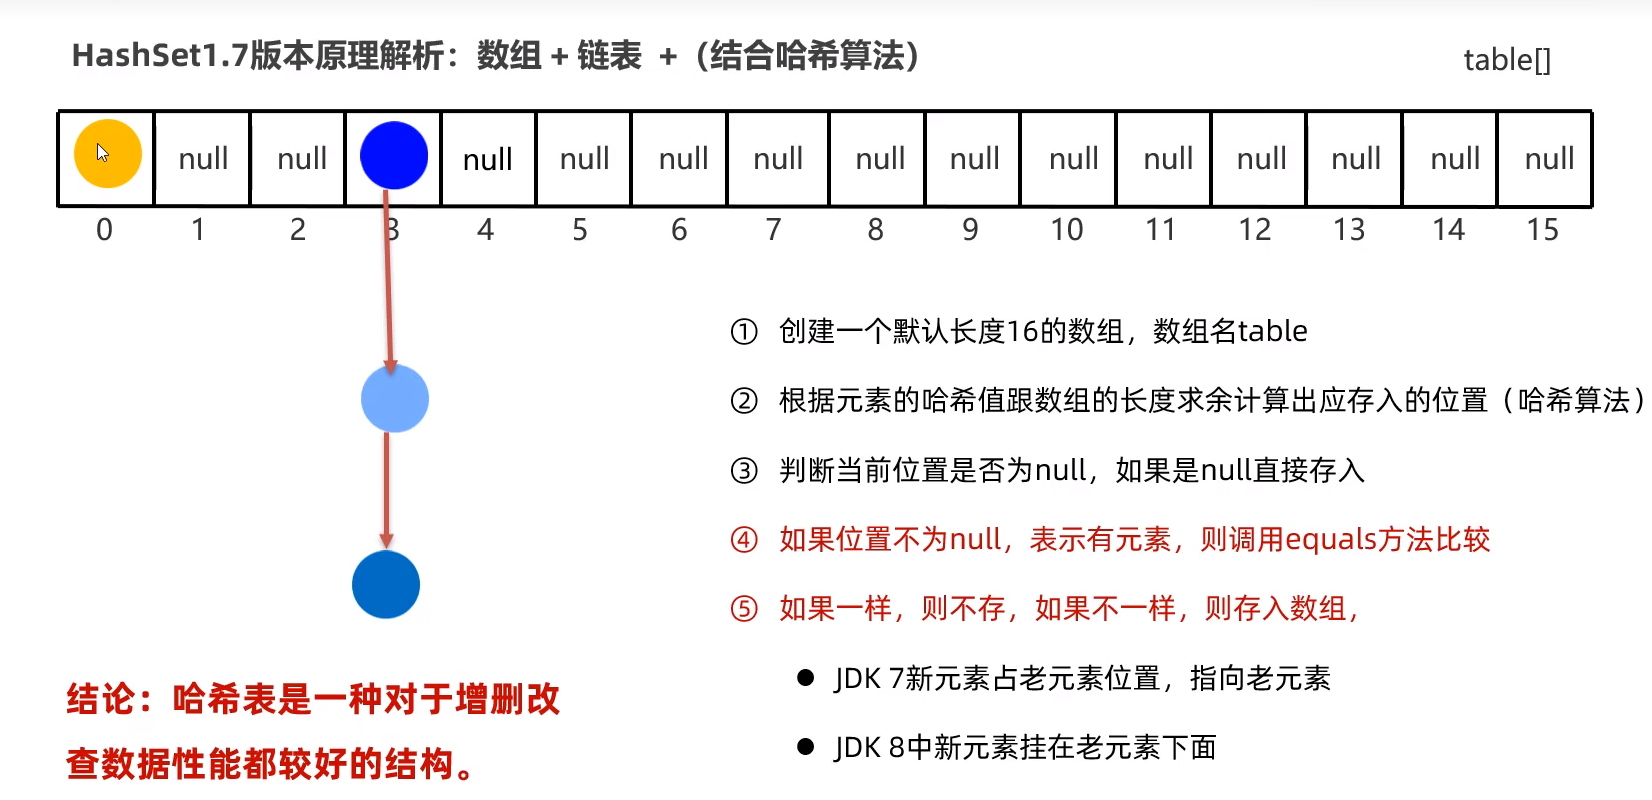 HashSet1.7版本原理解析：数组 + 链表 +（结合哈希算法）
table[]
null null null null null null null null null null null null null null
0 1 2 3 4 5 6 7 8 9 10 11 12 13 14 15
① 创建一个默认长度16的数组，数组名table
② 根据元素的哈希值跟数组的长度求余计算出应存入的位置（哈希算法）
③ 判断当前位置是否为null，如果是null直接存入
④ 如果位置不为null，表示有元素，则调用equals方法比较
⑤ 如果一样，则不存，如果不一样，则存入数组，
● JDK 7新元素占老元素位置，指向老元素
● JDK 8中新元素挂在老元素下面
结论：哈希表是一种对于增删改
查数据性能都较好的结构。